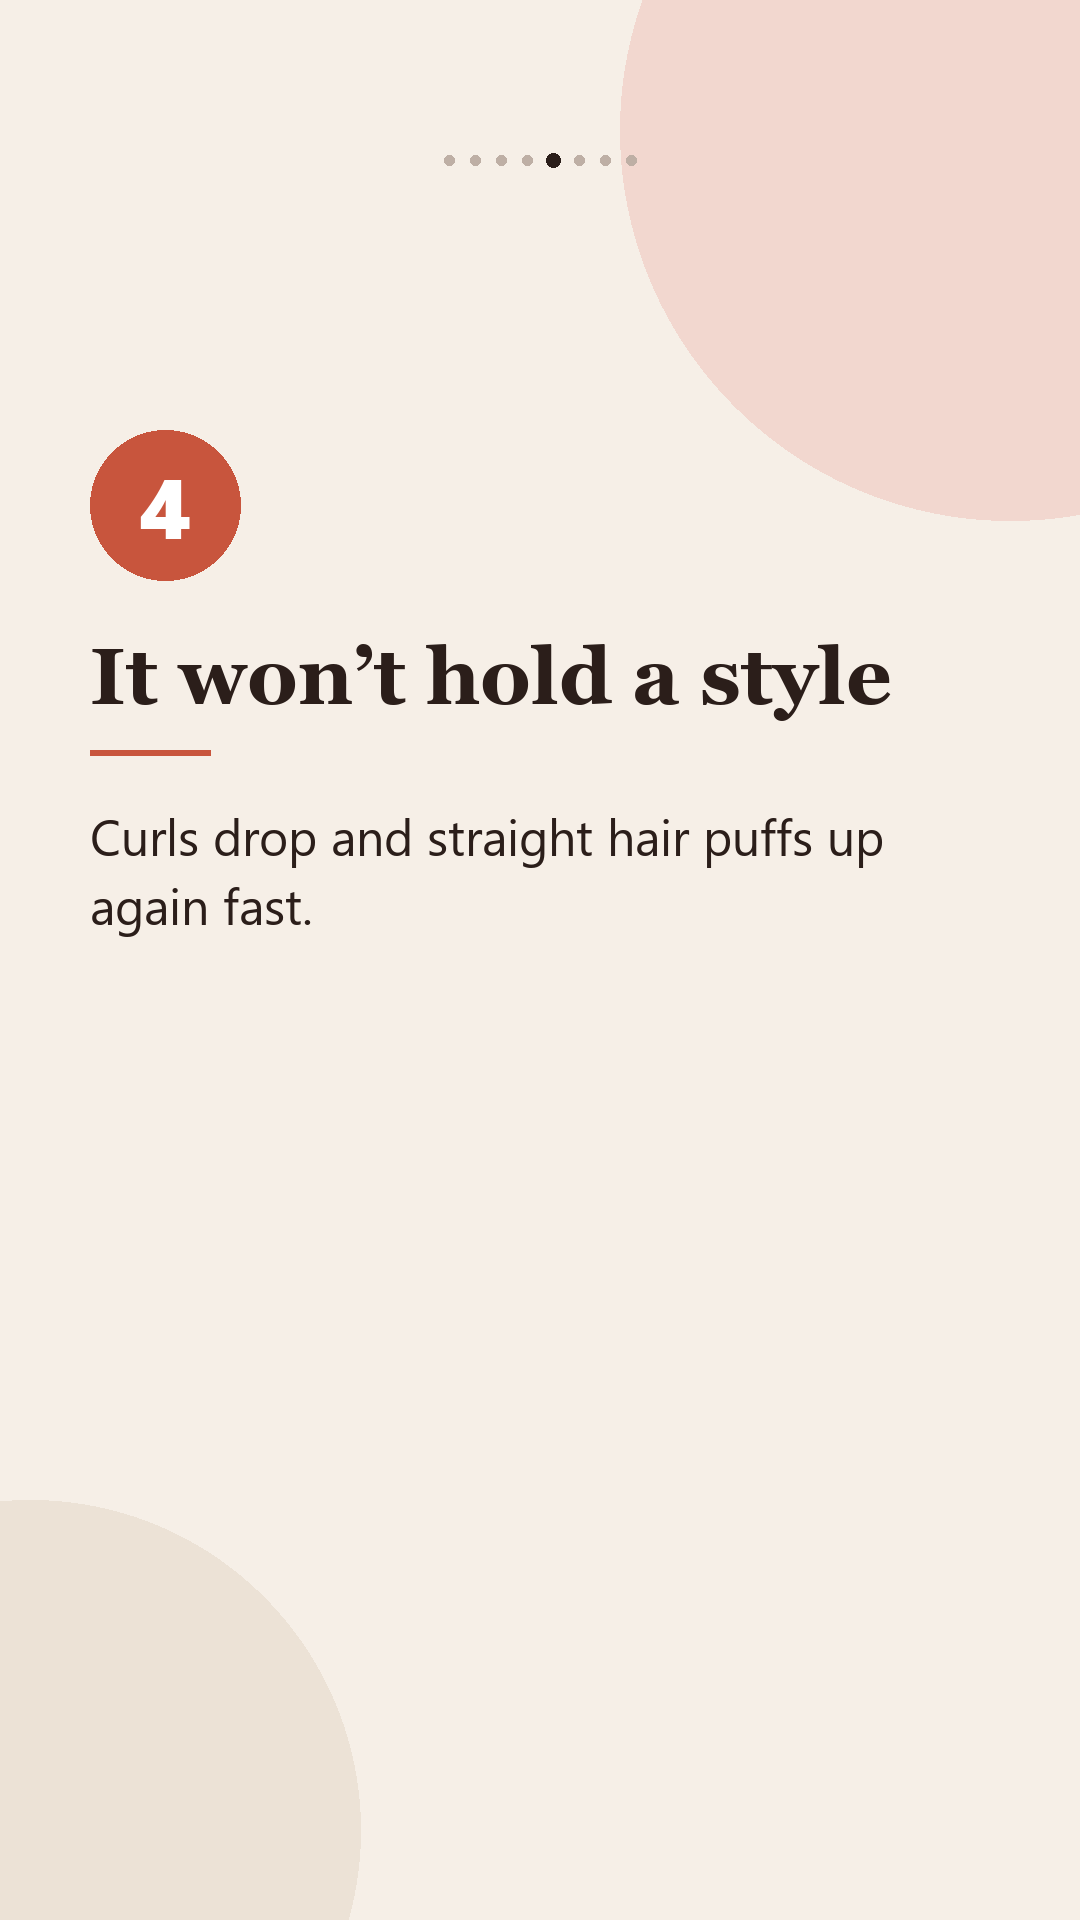 4
It won’t hold a style
Curls drop and straight hair puffs up
again fast.